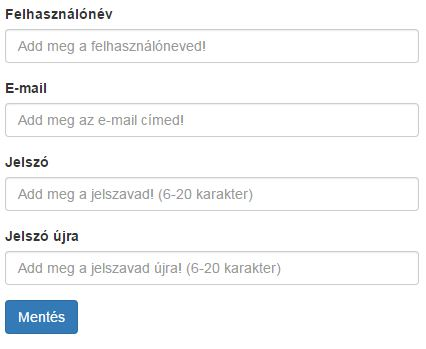 Felhasználónév
Add meg a felhasználóneved!
E-mail
Add meg az e-mail címed!
Jelszó
Add meg a jelszavad! (6-20 karakter)
Jelszó újra
Add meg a jelszavad újra! (6-20 karakter)
Mentés